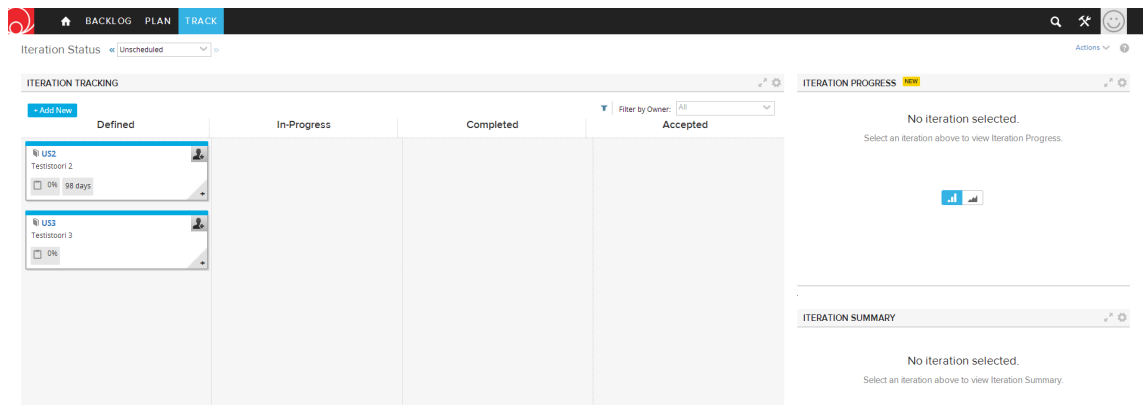 BACKLOG PLAN TRACK
Iteration Status « Unscheduled »
Actions
ITERATION TRACKING
+ Add New
Filter by Owner: All
Defined In-Progress Completed Accepted
US2
Testistoori 2
0% 98 days
US3
Testistoori 3
0%
ITERATION PROGRESS NEW
No iteration selected.
Select an iteration above to view Iteration Progress.
ITERATION SUMMARY
No iteration selected.
Select an iteration above to view Iteration Summary.